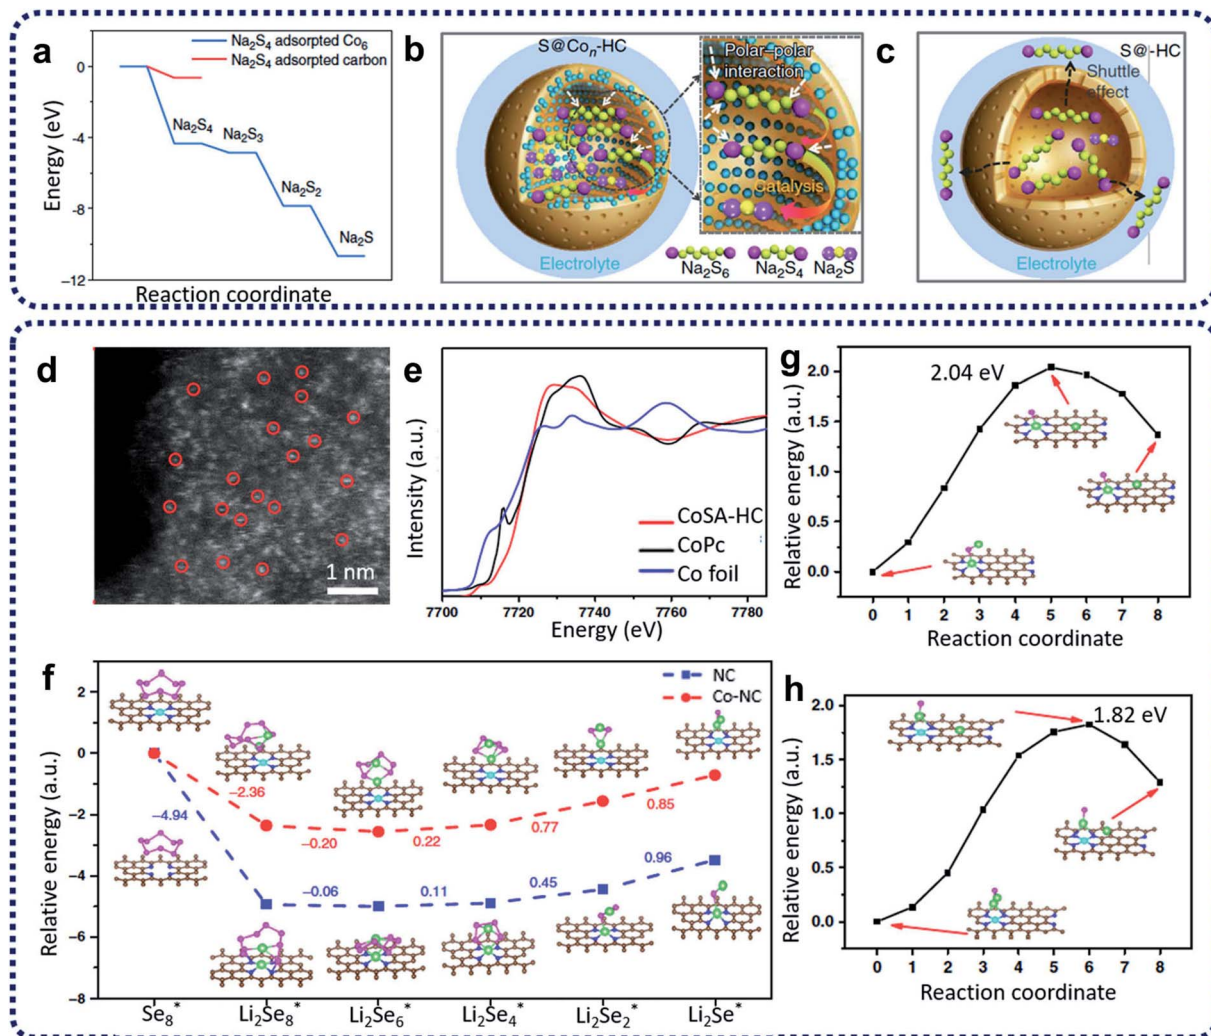 a
Na₂S₄ adsorpted Co₆
Na₂S₄ adsorpted carbon
0
−4
−8
−12
Energy (eV)
Na₂S₄
Na₂S₃
Na₂S₂
Na₂S
Reaction coordinate
b
S@Coₙ-HC
Polar–polar
interaction
Catalysis
Electrolyte
Na₂S₆
Na₂S₄
Na₂S
c
S@-HC
Shuttle
effect
Electrolyte
d
1 nm
e
Intensity (a.u.)
CoSA-HC
CoPc
Co foil
7700
7720
7740
7760
7780
Energy (eV)
g
2.04 eV
Relative energy (a.u.)
2.0
1.5
1.0
0.5
0.0
0 1 2 3 4 5 6 7 8
Reaction coordinate
f
NC
Co-NC
Relative energy (a.u.)
2
0
−2
−4
−6
−8
−2.36
−0.20
0.22
0.77
0.85
−4.94
−0.06
0.11
0.45
0.96
Se₈*
Li₂Se₈*
Li₂Se₆*
Li₂Se₄*
Li₂Se₂*
Li₂Se*
h
1.82 eV
Relative energy (a.u.)
2.0
1.5
1.0
0.5
0.0
0 1 2 3 4 5 6 7 8
Reaction coordinate